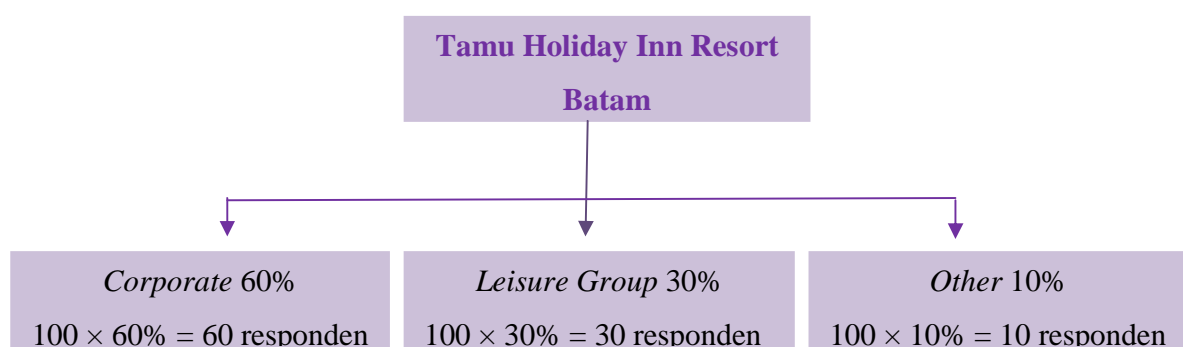 Tamu Holiday Inn Resort
Batam
Corporate 60%
100 × 60% = 60 responden
Leisure Group 30%
100 × 30% = 30 responden
Other 10%
100 × 10% = 10 responden